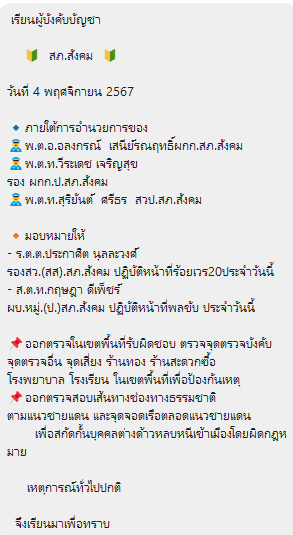 เรียนผู้บังคับบัญชา
🔰 สภ.สังคม 🔰
วันที่ 4 พฤศจิกายน 2567
🔹ภายใต้การอำนวยการของ
👮พ.ต.อ.อลงกรณ์ เสนีย์รณฤทธิ์ผกก.สภ.สังคม
👮พ.ต.ท.วีระเดช เจริญสุข
รอง ผกก.ป.สภ.สังคม
👮พ.ต.ท.สุริยันต์ ศรีธร สวป.สภ.สังคม
🔸มอบหมายให้
- ร.ต.ต.ประกาศิต นุลละวงศ์
รองสว.(สส).สภ.สังคม ปฏิบัติหน้าที่ร้อยเวร20ประจำวันนี้
- ส.ต.ท.กฤษฎา ดีเพ็ชร์
ผบ.หมู่.(ป.)สภ.สังคม ปฏิบัติหน้าที่พลขับ ประจำวันนี้
📌ออกตรวจในเขตพื้นที่รับผิดชอบ ตรวจจุดตรวจบังคับ
จุดตรวจอื่น จุดเสี่ยง ร้านทอง ร้านสะดวกซื้อ
โรงพยาบาล โรงเรียน ในเขตพื้นที่เพื่อป้องกันเหตุ
📌ออกตรวจสอบเส้นทางช่องทางธรรมชาติ
ตามแนวชายแดน และจุดจอดเรือตลอดแนวชายแดน
เพื่อสกัดกั้นบุคคลต่างด้าวหลบหนีเข้าเมืองโดยผิดกฎห
มาย
เหตุการณ์ทั่วไปปกติ
จึงเรียนมาเพื่อทราบ